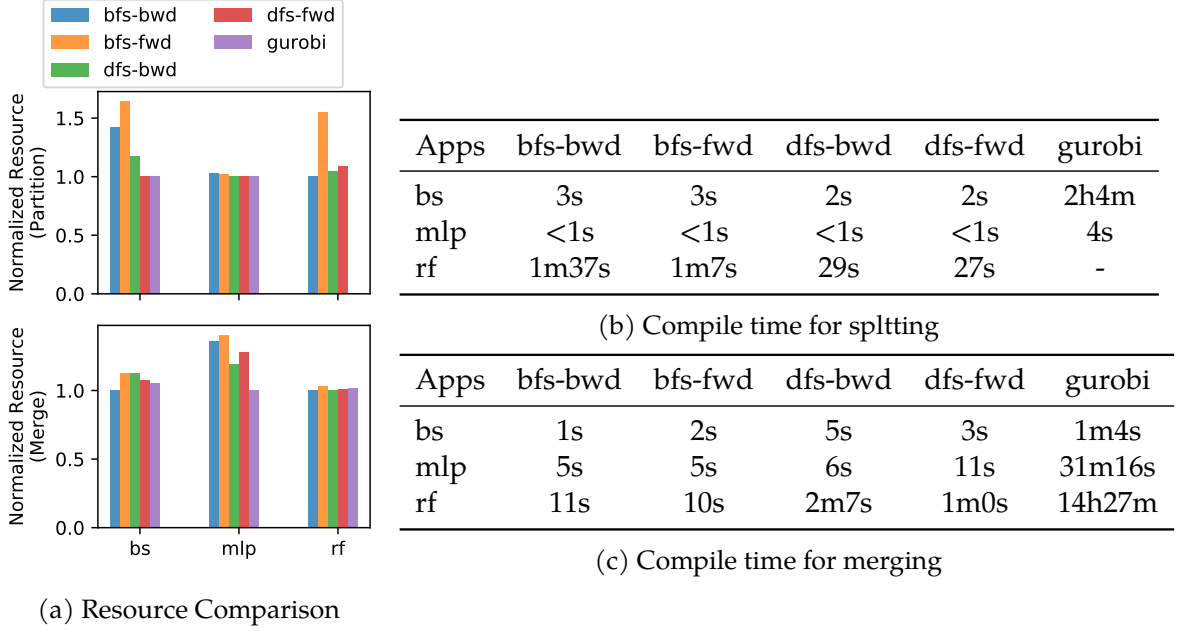 bfs-bwd
bfs-fwd
dfs-bwd
dfs-fwd
gurobi
Normalized Resource
(Partition)
1.5
1.0
0.5
0.0
Normalized Resource
(Merge)
1.0
0.5
0.0
bs mlp rf
(a) Resource Comparison
Apps bfs-bwd bfs-fwd dfs-bwd dfs-fwd gurobi
bs 3s 3s 2s 2s 2h4m
mlp <1s <1s <1s <1s 4s
rf 1m37s 1m7s 29s 27s -
(b) Compile time for spltting
Apps bfs-bwd bfs-fwd dfs-bwd dfs-fwd gurobi
bs 1s 2s 5s 3s 1m4s
mlp 5s 5s 6s 11s 31m16s
rf 11s 10s 2m7s 1m0s 14h27m
(c) Compile time for merging